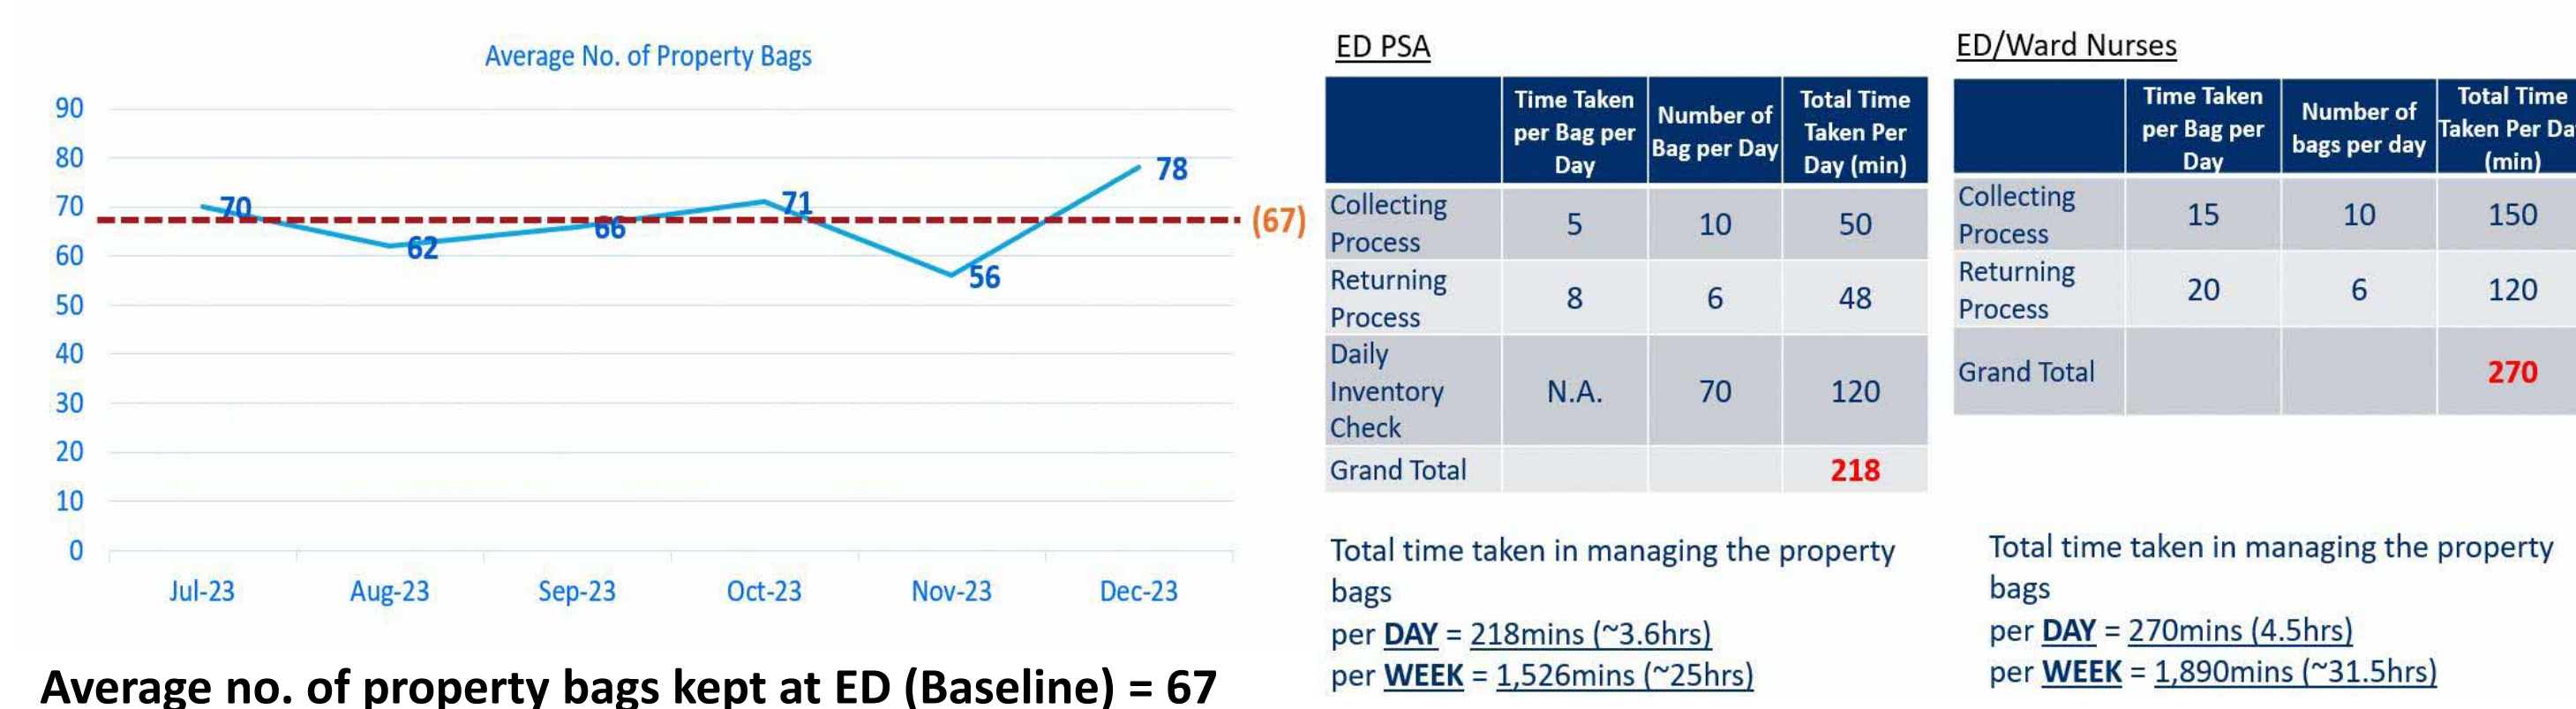 Average No. of Property Bags
90
80
70
60
50
40
30
20
10
0
70
62
66
71
56
78
(67)
Jul-23
Aug-23
Sep-23
Oct-23
Nov-23
Dec-23
Average no. of property bags kept at ED (Baseline) = 67
ED PSA
Time Taken per Bag per Day
Number of Bag per Day
Total Time Taken Per Day (min)
Collecting Process 5 10 50
Returning Process 8 6 48
Daily Inventory Check N.A. 70 120
Grand Total 218
Total time taken in managing the property
bags
per DAY = 218mins (~3.6hrs)
per WEEK = 1,526mins (~25hrs)
ED/Ward Nurses
Time Taken per Bag per Day
Number of bags per day
Total Time Taken Per Da (min)
Collecting Process 15 10 150
Returning Process 20 6 120
Grand Total 270
Total time taken in managing the property
bags
per DAY = 270mins (4.5hrs)
per WEEK = 1,890mins (~31.5hrs)